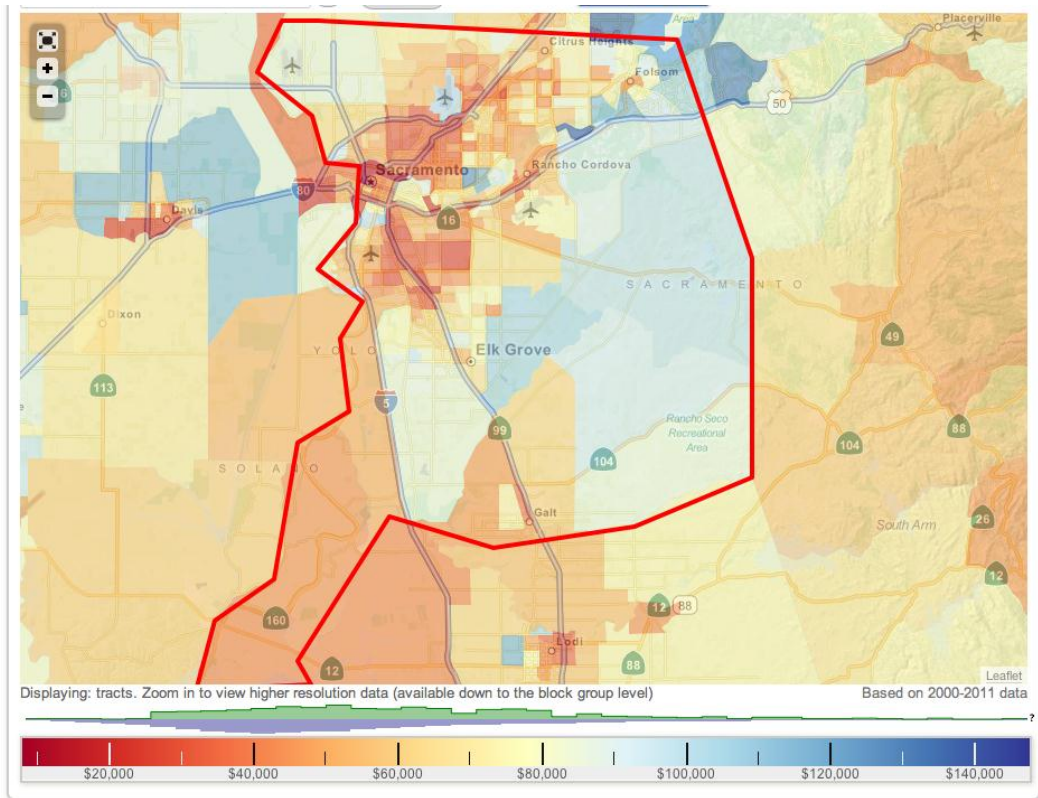 Placerville
Area
Citrus Heights
+
Folsom
6
−
50
Rancho Cordova
Sacramento
80
Davis
16
SACRAMENTO
Dixon
49
YOLO
Elk Grove
113
5
Rancho Seco
Recreational
Area
88
99
104
104
SOLANO
Galt
South Arm
26
12
12
88
160
Lodi
88
12
Leaflet
Displaying: tracts. Zoom in to view higher resolution data (available down to the block group level)
Based on 2000-2011 data
?
$20,000
$40,000
$60,000
$80,000
$100,000
$120,000
$140,000